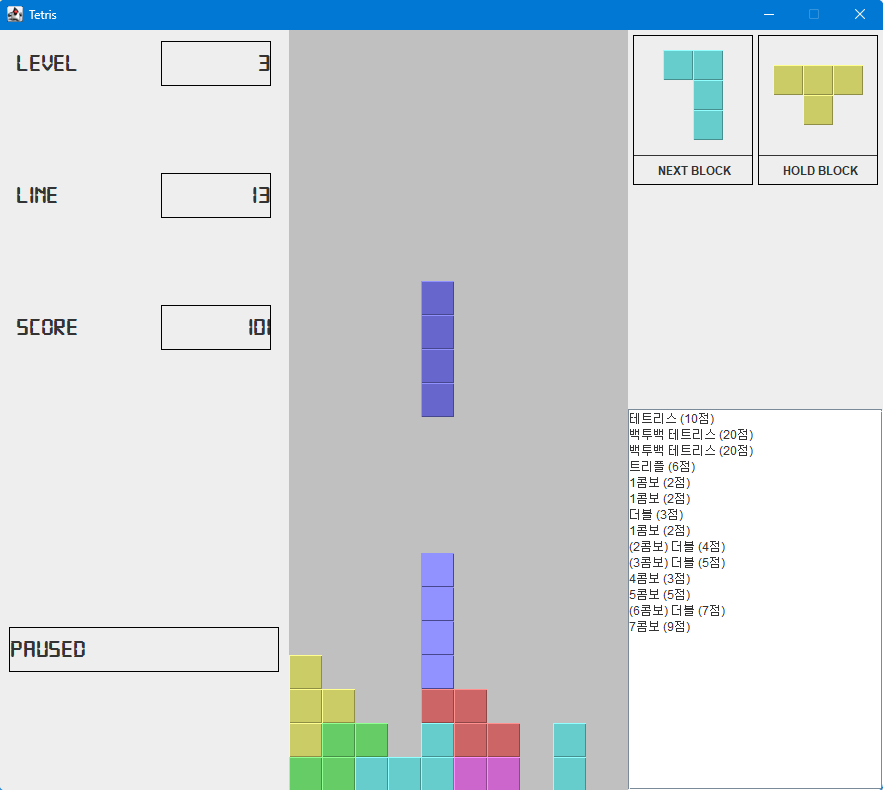 Tetris
LEVEL 3
LINE 13
SCORE 101
PAUSED
NEXT BLOCK
HOLD BLOCK
테트리스 (10점)
백투백 테트리스 (20점)
백투백 테트리스 (20점)
트리플 (6점)
1콤보 (2점)
1콤보 (2점)
더블 (3점)
1콤보 (2점)
(2콤보) 더블 (4점)
(3콤보) 더블 (5점)
4콤보 (3점)
5콤보 (5점)
(6콤보) 더블 (7점)
7콤보 (9점)